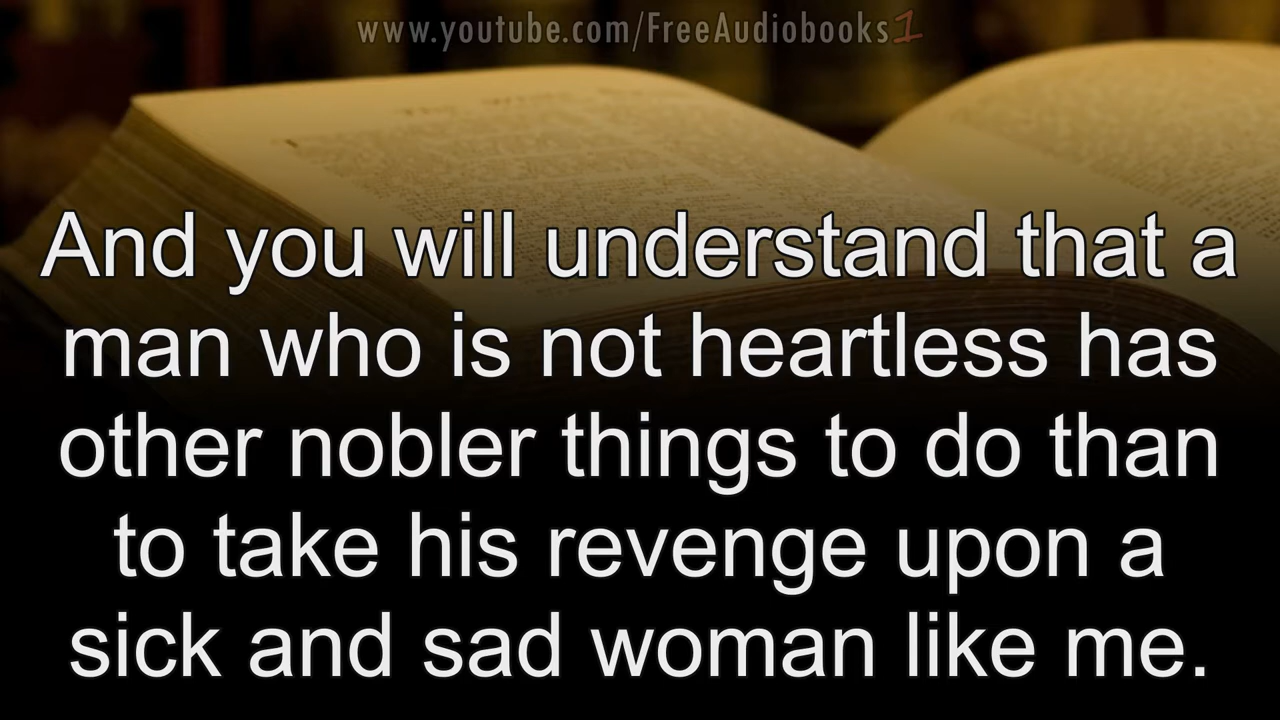 www.youtube.com/FreeAudiobooks1
And you will understand that a
man who is not heartless has
other nobler things to do than
to take his revenge upon a
sick and sad woman like me.